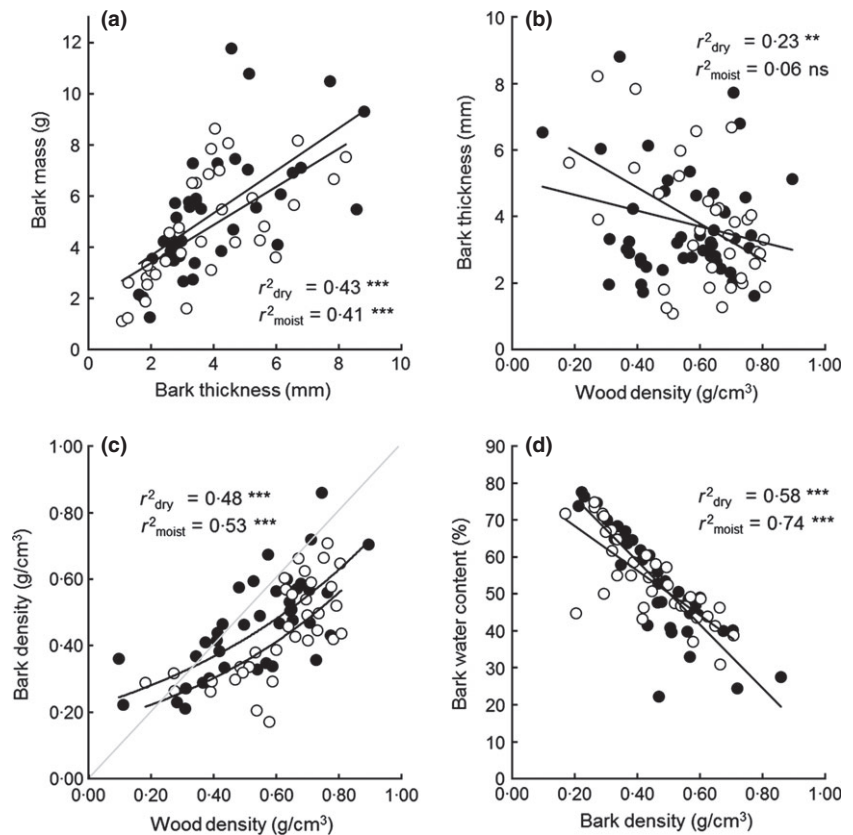 (a)
12
10
8
6
4
2
0
Bark mass (g)
r²dry = 0·43 ***
r²moist = 0·41 ***
0 2 4 6 8 10
Bark thickness (mm)
(b)
10
8
6
4
2
0
Bark thickness (mm)
r²dry = 0·23 **
r²moist = 0·06 ns
0·00 0·20 0·40 0·60 0·80 1·00
Wood density (g/cm³)
(c)
1·00
0·80
0·60
0·40
0·20
0·00
Bark density (g/cm³)
r²dry = 0·48 ***
r²moist = 0·53 ***
0·00 0·20 0·40 0·60 0·80 1·00
Wood density (g/cm³)
(d)
90
80
70
60
50
40
30
20
10
0
Bark water content (%)
r²dry = 0·58 ***
r²moist = 0·74 ***
0·00 0·20 0·40 0·60 0·80 1·00
Bark density (g/cm³)